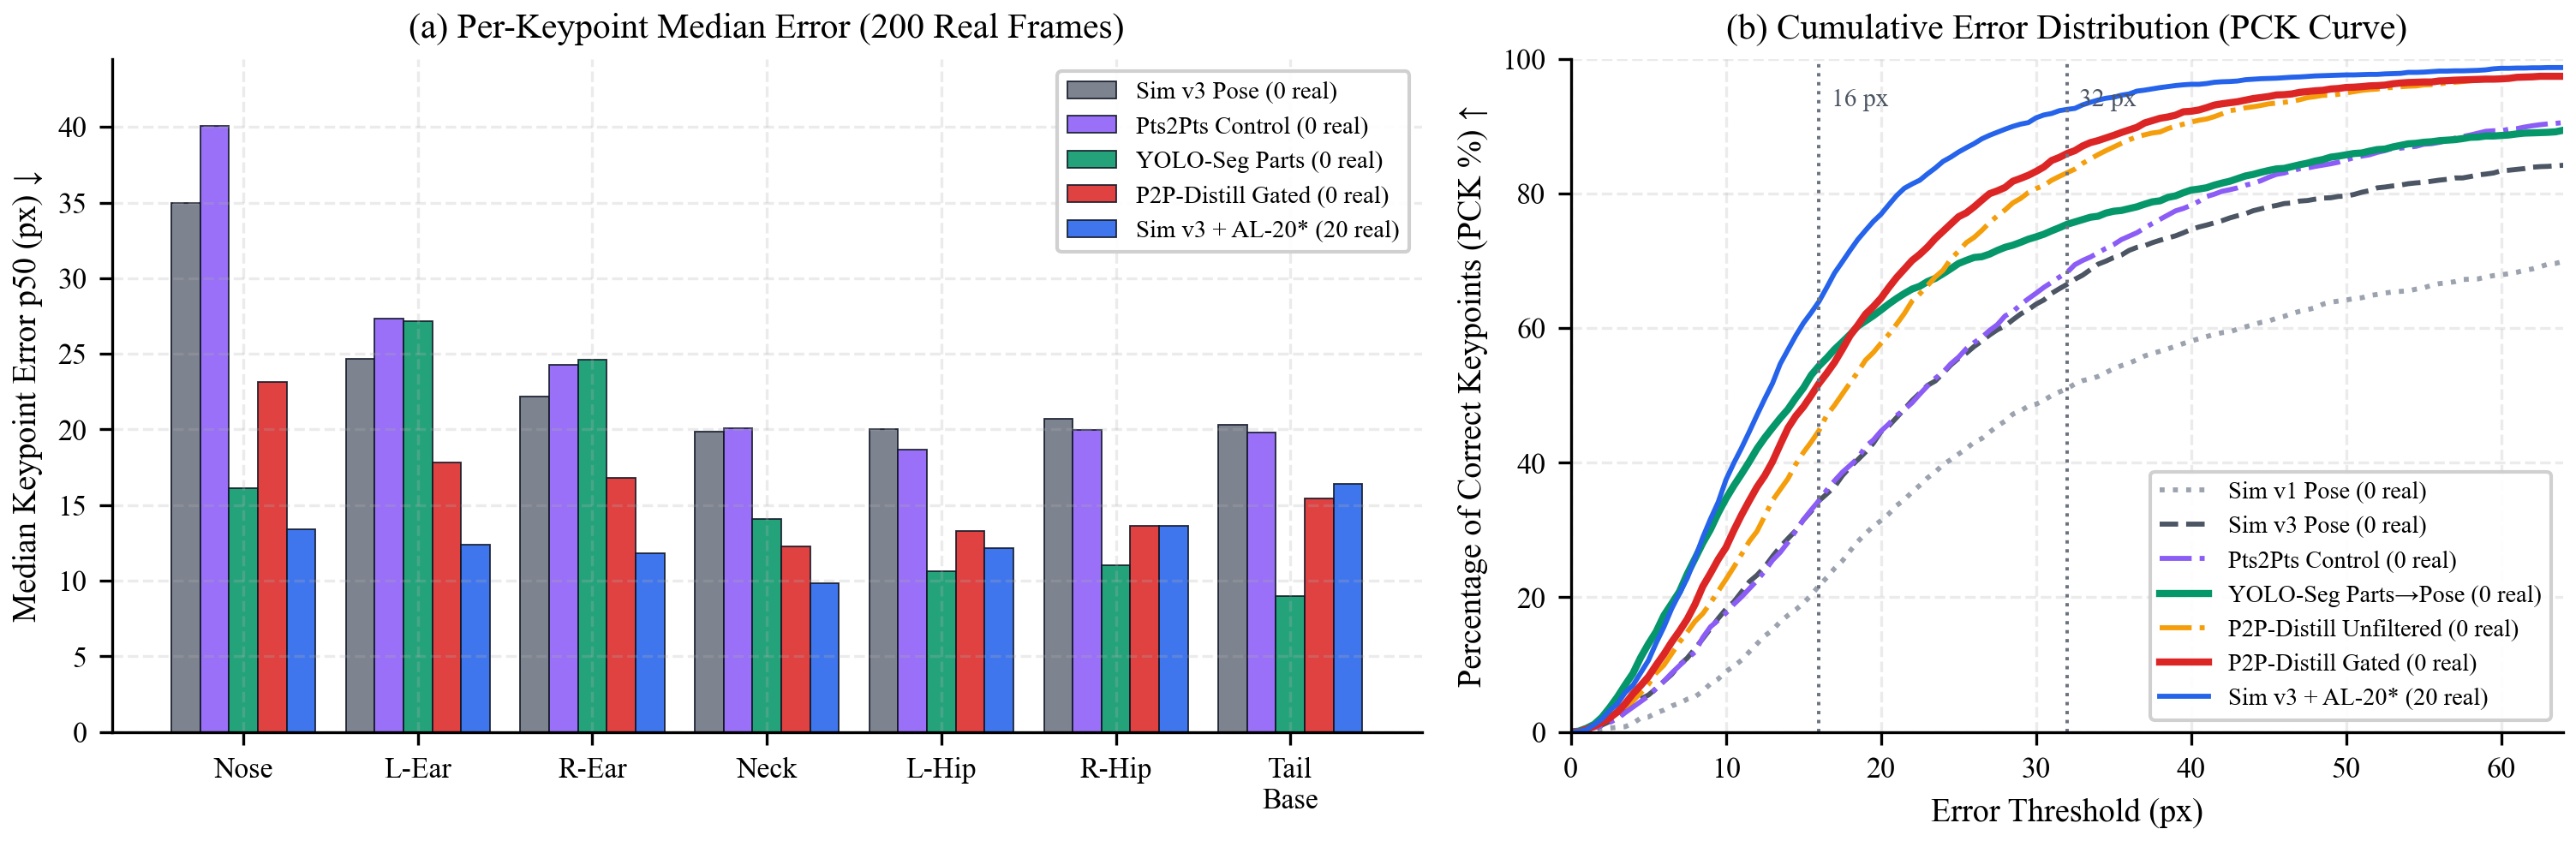 (a) Per-Keypoint Median Error (200 Real Frames)
Median Keypoint Error p50 (px) ↓
40
35
30
25
20
15
10
5
0
Sim v3 Pose (0 real)
Pts2Pts Control (0 real)
YOLO-Seg Parts (0 real)
P2P-Distill Gated (0 real)
Sim v3 + AL-20* (20 real)
Nose
L-Ear
R-Ear
Neck
L-Hip
R-Hip
Tail
Base
(b) Cumulative Error Distribution (PCK Curve)
Percentage of Correct Keypoints (PCK %) ↑
100
80
60
40
20
0
16 px
32 px
Sim v1 Pose (0 real)
Sim v3 Pose (0 real)
Pts2Pts Control (0 real)
YOLO-Seg Parts→Pose (0 real)
P2P-Distill Unfiltered (0 real)
P2P-Distill Gated (0 real)
Sim v3 + AL-20* (20 real)
0
10
20
30
40
50
60
Error Threshold (px)